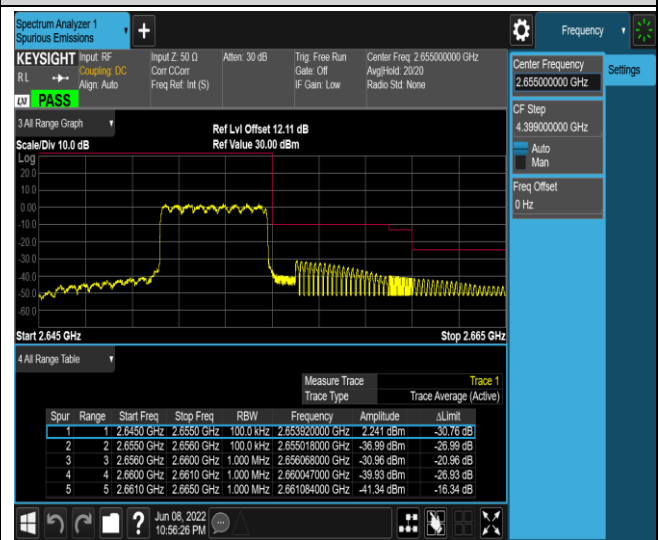 Spectrum Analyzer 1
Spurious Emissions
+
Frequency
KEYSIGHT Input: RF Input Z: 50 Ω Atten: 30 dB Trig: Free Run Center Freq: 2.655000000 GHz
RL Coupling: DC Corr CCorr Gate: Off Avg|Hold: 20/20
Align: Auto Freq Ref: Int (S) IF Gain: Low Radio Std: None
LXI PASS
Center Frequency
2.655000000 GHz
Settings
CF Step
4.399000000 GHz
Auto
Man
Freq Offset
0 Hz
3 All Range Graph
Ref Lvl Offset 12.11 dB
Scale/Div 10.0 dB Ref Value 30.00 dBm
Log
20.0
10.0
0.00
-10.0
-20.0
-30.0
-40.0
-50.0
-60.0
Start 2.645 GHz Stop 2.665 GHz
4 All Range Table
Measure Trace Trace 1
Trace Type Trace Average (Active)
Spur Range Start Freq Stop Freq RBW Frequency Amplitude ΔLimit
1 1 2.6450 GHz 2.6550 GHz 100.0 kHz 2.653920000 GHz 2.241 dBm -30.76 dB
2 2 2.6550 GHz 2.6560 GHz 100.0 kHz 2.655018000 GHz -36.99 dBm -26.99 dB
3 3 2.6560 GHz 2.6600 GHz 1.000 MHz 2.656068000 GHz -30.96 dBm -20.96 dB
4 4 2.6600 GHz 2.6610 GHz 1.000 MHz 2.660047000 GHz -39.93 dBm -26.93 dB
5 5 2.6610 GHz 2.6650 GHz 1.000 MHz 2.661084000 GHz -41.34 dBm -16.34 dB
?
Jun 08, 2022
10:56:26 PM